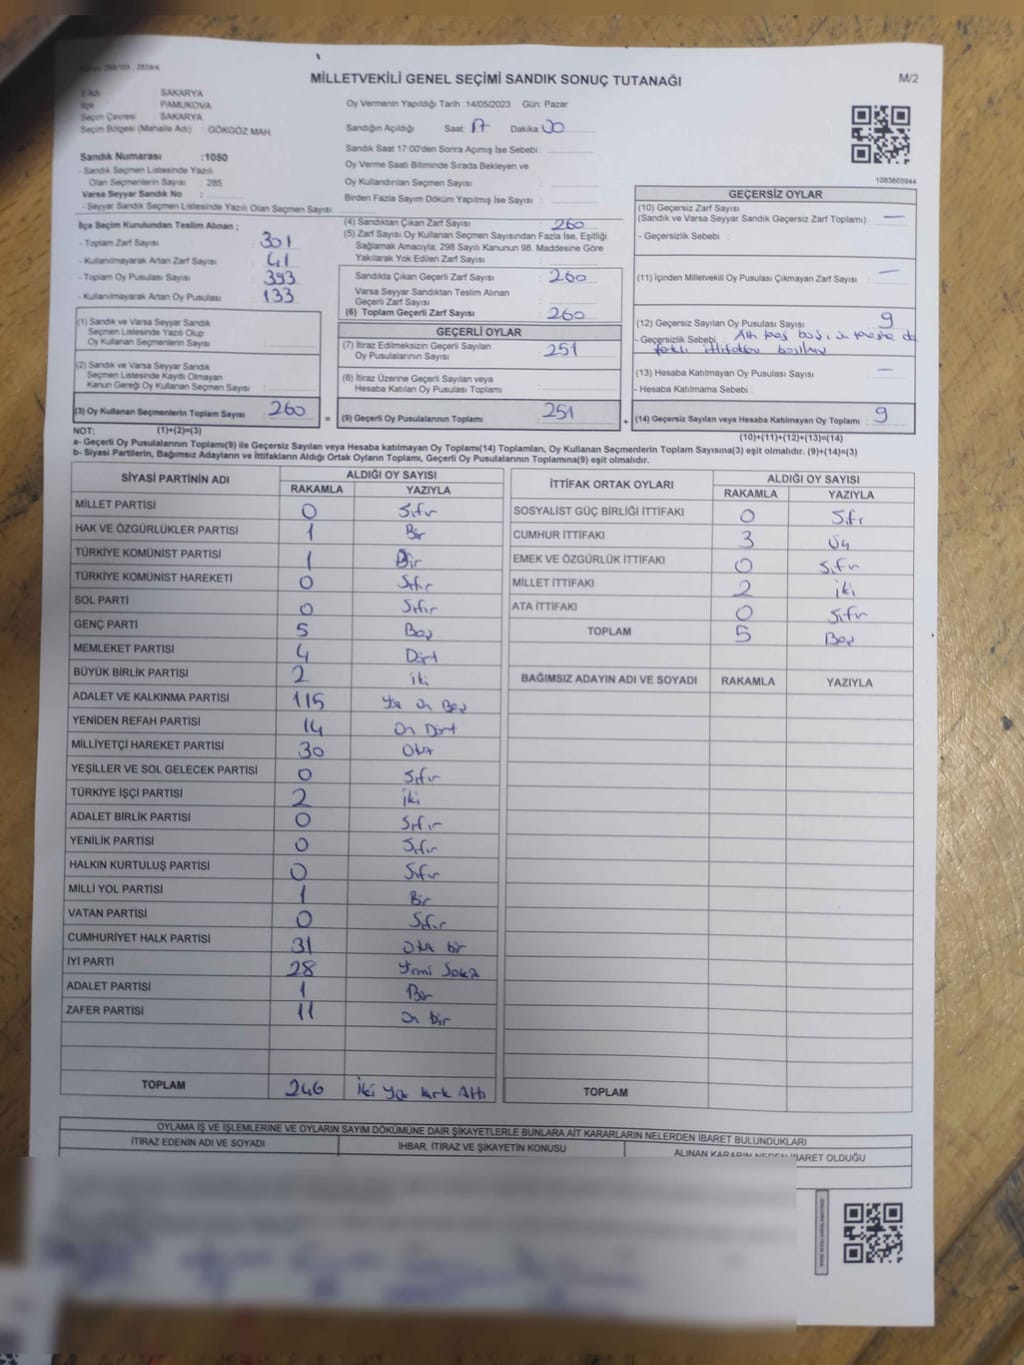 MİLLETVEKİLİ GENEL SEÇİMİ SANDIK SONUÇ TUTANAĞI
M/2
: SAKARYA
İlçe : PAMUKOVA
Seçim Çevresi : SAKARYA
Seçim Bölgesi (Mahalle Adı) : GÖKGÖZ MAH.
Oy Vermenin Yapıldığı Tarih :14/05/2023 Gün: Pazar
Sandığın Açıldığı Saat 17 Dakika 00
Sandık Saat 17:00'den Sonra Açımış İse Sebebi :
Oy Verme Saati Bitiminde Sırada Bekleyen ve
Oy Kullandırılan Seçmen Sayısı :
Birden Fazla Sayım Döküm Yapılmış İse Sayısı :
1083605944
Sandık Numarası :1050
- Sandık Seçmen Listesinde Yazılı
Olan Seçmenlerin Sayısı : 285
Varsa Seyyar Sandık No :
- Seyyar Sandık Seçmen Listesinde Yazılı Olan Seçmen Sayısı:
İlçe Seçim Kurulundan Teslim Alınan ;
- Toplam Zarf Sayısı : 301
- Kullanılmayarak Artan Zarf Sayısı : 41
- Toplam Oy Pusulası Sayısı : 393
- Kullanılmayarak Artan Oy Pusulası : 133
(1) Sandık ve Varsa Seyyar Sandık
Seçmen Listesinde Yazılı Olup
Oy Kullanan Seçmenlerin Sayısı :
(2) Sandık ve Varsa Seyyar Sandık
Seçmen Listesinde Kayıtlı Olmayan
Kanun Gereği Oy Kullanan Seçmen Sayısı :
(3) Oy Kullanan Seçmenlerin Toplam Sayısı : 260
(4) Sandıktan Çıkan Zarf Sayısı : 260
(5) Zarf Sayısı Oy Kullanan Seçmen Sayısından Fazla İse, Eşitliği
Sağlamak Amacıyla; 298 Sayılı Kanunun 98. Maddesine Göre
Yakılarak Yok Edilen Zarf Sayısı :
Sandıkta Çıkan Geçerli Zarf Sayısı : 260
Varsa Seyyar Sandıktan Teslim Alınan
Geçerli Zarf Sayısı :
(6) Toplam Geçerli Zarf Sayısı : 260
GEÇERLİ OYLAR
(7) İtiraz Edilmeksizin Geçerli Sayılan
Oy Pusulalarının Sayısı : 251
(8) İtiraz Üzerine Geçerli Sayılan veya
Hesaba Katılan Oy Pusulası Toplamı :
(9) Geçerli Oy Pusulalarının Toplamı : 251
GEÇERSİZ OYLAR
(10) Geçersiz Zarf Sayısı
(Sandık ve Varsa Seyyar Sandık Geçersiz Zarf Toplamı) : —
- Geçersizlik Sebebi :
(11) İçinden Milletvekili Oy Pusulası Çıkmayan Zarf Sayısı : —
(12) Geçersiz Sayılan Oy Pusulası Sayısı : 9
- Geçersizlik Sebebi :
(13) Hesaba Katılmayan Oy Pusulası Sayısı : —
- Hesaba Katılmama Sebebi :
(14) Geçersiz Sayılan veya Hesaba Katılmayan Oy Toplamı : 9
NOT: (1)+(2)=(3)
(10)+(11)+(12)+(13)=(14)
a- Geçerli Oy Pusulalarının Toplamı(9) ile Geçersiz Sayılan veya Hesaba katılmayan Oy Toplamı(14) Toplamları, Oy Kullanan Seçmenlerin Toplam Sayısına(3) eşit olmalıdır. (9)+(14)=(3)
b- Siyasi Partilerin, Bağımsız Adayların ve İttifakların Aldığı Ortak Oyların Toplamı, Geçerli Oy Pusulalarının Toplamına(9) eşit olmalıdır.
SİYASİ PARTİNİN ADI
ALDIĞI OY SAYISI
RAKAMLA YAZIYLA
MİLLET PARTİSİ 0 Sıfır
HAK VE ÖZGÜRLÜKLER PARTİSİ 1 Bir
TÜRKİYE KOMÜNİST PARTİSİ 1 Bir
TÜRKİYE KOMÜNİST HAREKETİ 0 Sıfır
SOL PARTİ 0 Sıfır
GENÇ PARTİ 5 Beş
MEMLEKET PARTİSİ 4 Dört
BÜYÜK BİRLİK PARTİSİ 2 iki
ADALET VE KALKINMA PARTİSİ 115 Yüz On Beş
YENİDEN REFAH PARTİSİ 14 On Dört
MİLLİYETÇİ HAREKET PARTİSİ 30 Otuz
YEŞİLLER VE SOL GELECEK PARTİSİ 0 Sıfır
TÜRKİYE İŞÇİ PARTİSİ 2 iki
ADALET BİRLİK PARTİSİ 0 Sıfır
YENİLİK PARTİSİ 0 Sıfır
HALKIN KURTULUŞ PARTİSİ 0 Sıfır
MİLLİ YOL PARTİSİ 1 Bir
VATAN PARTİSİ 0 Sıfır
CUMHURİYET HALK PARTİSİ 31 Otuz bir
İYİ PARTİ 28 Yirmi Sekiz
ADALET PARTİSİ 1 Bir
ZAFER PARTİSİ 11 On bir
TOPLAM 246 İki Yüz Kırk Altı
İTTİFAK ORTAK OYLARI
ALDIĞI OY SAYISI
RAKAMLA YAZIYLA
SOSYALİST GÜÇ BİRLİĞİ İTTİFAKI 0 Sıfır
CUMHUR İTTİFAKI 3 Üç
EMEK VE ÖZGÜRLÜK İTTİFAKI 0 Sıfır
MİLLET İTTİFAKI 2 iki
ATA İTTİFAKI 0 Sıfır
TOPLAM 5 Beş
BAĞIMSIZ ADAYIN ADI VE SOYADI RAKAMLA YAZIYLA
TOPLAM
OYLAMA İŞ VE İŞLEMLERİNE VE OYLARIN SAYIM DÖKÜMÜNE DAİR ŞİKAYETLERLE BUNLARA AİT KARARLARIN NELERDEN İBARET BULUNDUKLARI
İTİRAZ EDENİN ADI VE SOYADI
İHBAR, İTİRAZ VE ŞİKAYETİN KONUSU
ALINAN KARARIN NEDEN İBARET OLDUĞU